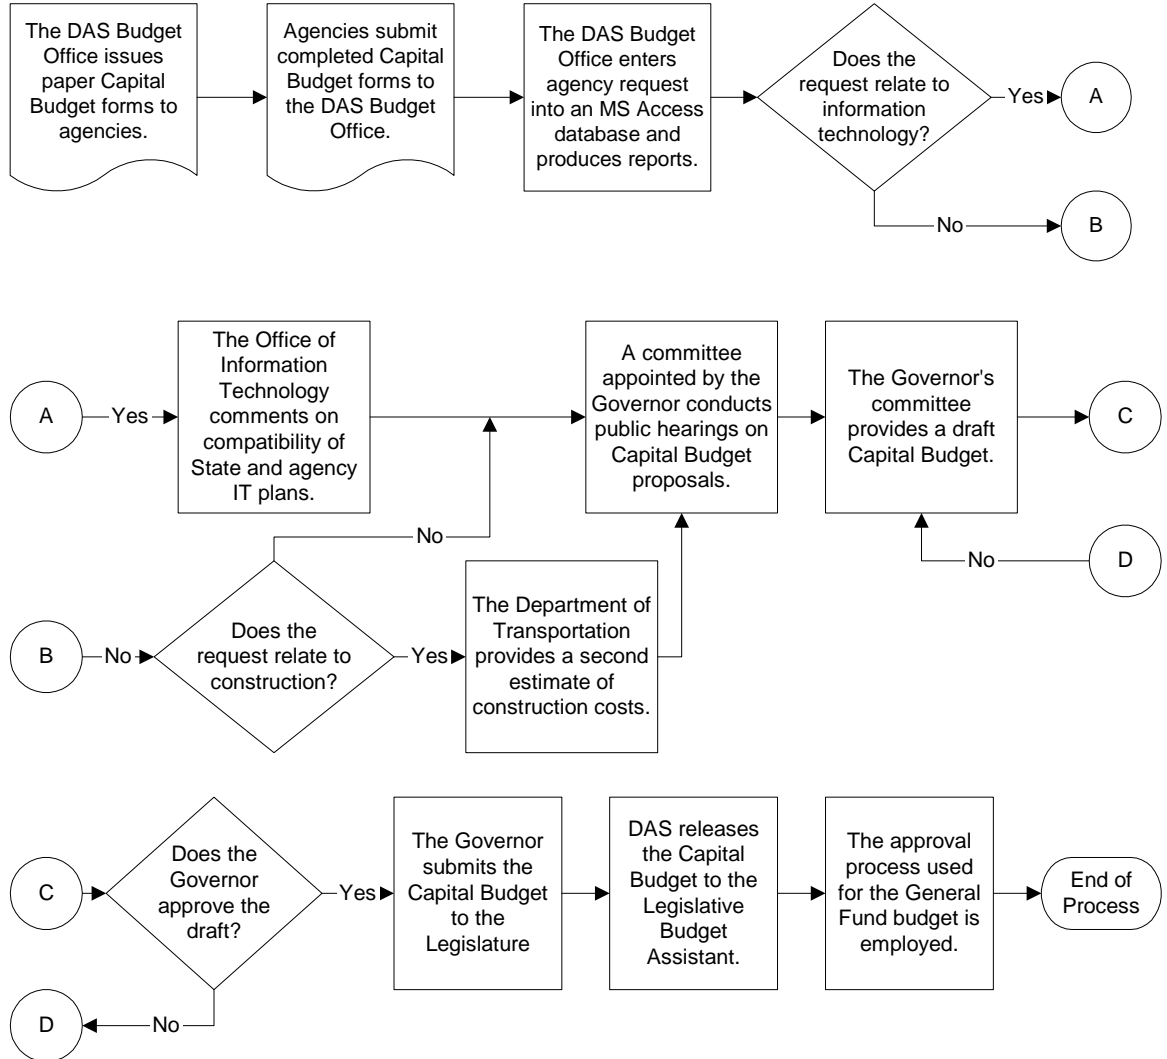 The DAS Budget
Office issues
paper Capital
Budget forms to
agencies.
Agencies submit
completed Capital
Budget forms to
the DAS Budget
Office.
The DAS Budget
Office enters
agency request
into an MS Access
database and
produces reports.
Does the
request relate to
information
technology?
Yes
A
No
B
A
Yes
The Office of
Information
Technology
comments on
compatibility of
State and agency
IT plans.
A committee
appointed by the
Governor conducts
public hearings on
Capital Budget
proposals.
The Governor's
committee
provides a draft
Capital Budget.
C
No
No
D
B
No
Does the
request relate to
construction?
Yes
The Department of
Transportation
provides a second
estimate of
construction costs.
C
Does the
Governor
approve the
draft?
Yes
The Governor
submits the
Capital Budget
to the
Legislature
DAS releases
the Capital
Budget to the
Legislative
Budget
Assistant.
The approval
process used
for the General
Fund budget is
employed.
End of
Process
D
No